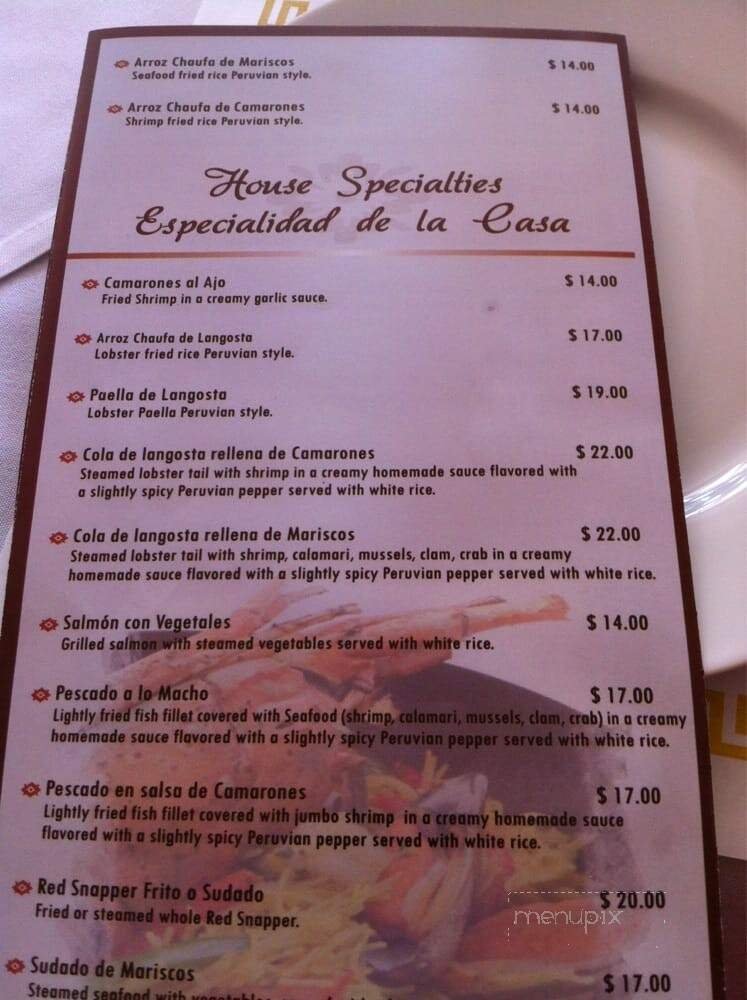 Arroz Chaufa de Mariscos $ 14.00
Seafood fried rice Peruvian style.
Arroz Chaufa de Camarones $ 14.00
Shrimp fried rice Peruvian style.
House Specialties
Especialidad de la Casa
Camarones al Ajo $ 14.00
Fried Shrimp in a creamy garlic sauce.
Arroz Chaufa de Langosta $ 17.00
Lobster fried rice Peruvian style.
Paella de Langosta $ 19.00
Lobster Paella Peruvian style.
Cola de langosta rellena de Camarones $ 22.00
Steamed lobster tail with shrimp in a creamy homemade sauce flavored with
a slightly spicy Peruvian pepper served with white rice.
Cola de langosta rellena de Mariscos $ 22.00
Steamed lobster tail with shrimp, calamari, mussels, clam, crab in a creamy
homemade sauce flavored with a slightly spicy Peruvian pepper served with white rice.
Salmón con Vegetales $ 14.00
Grilled salmon with steamed vegetables served with white rice.
Pescado a lo Macho $ 17.00
Lightly fried fish fillet covered with Seafood (shrimp, calamari, mussels, clam, crab) in a creamy
homemade sauce flavored with a slightly spicy Peruvian pepper served with white rice.
Pescado en salsa de Camarones $ 17.00
Lightly fried fish fillet covered with jumbo shrimp in a creamy homemade sauce
flavored with a slightly spicy Peruvian pepper served with white rice.
Red Snapper Frito o Sudado $ 20.00
Fried or steamed whole Red Snapper.
menupix
Sudado de Mariscos $ 17.00
Steamed seafood with vegetables